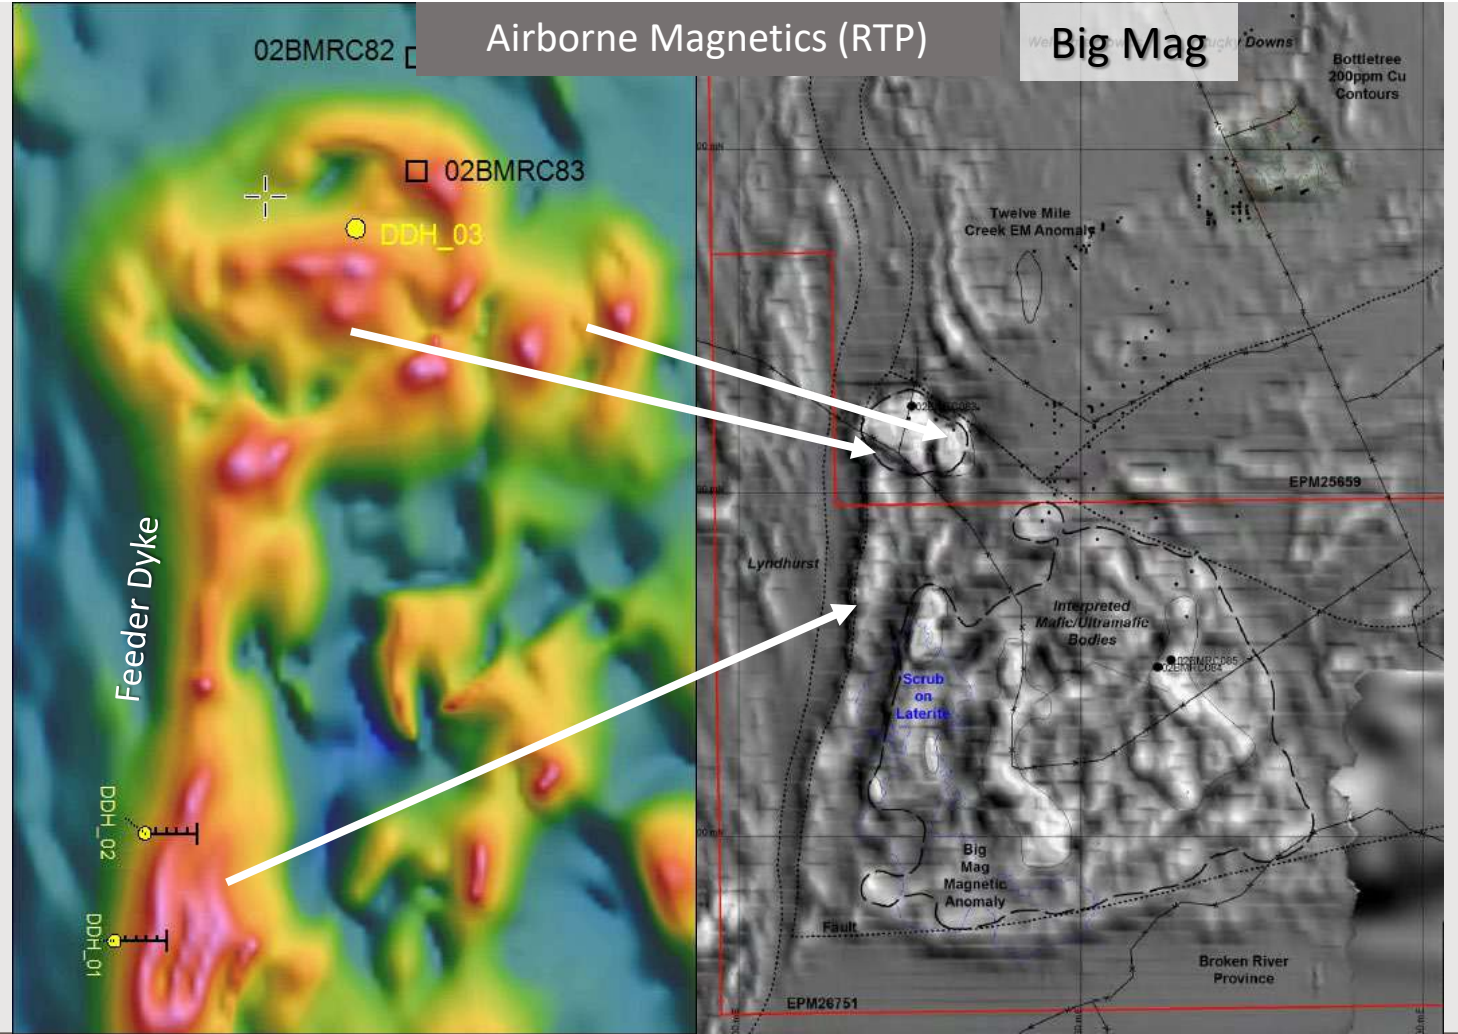 Airborne Magnetics (RTP)
Big Mag
02BMRC82
02BMRC83
DDH_03
Feeder Dyke
DDH_02
DDH_01
Downs
Bottletree
200ppm Cu
Contours
Twelve Mile
Creek EM Anomaly
EPM25659
Lyndhurst
Interpreted
Mafic/Ultramafic
Bodies
02BMRC085
02BMRC084
Scrub
on
Laterite
Big
Mag
Magnetic
Anomaly
Fault
Broken River
Province
EPM26751